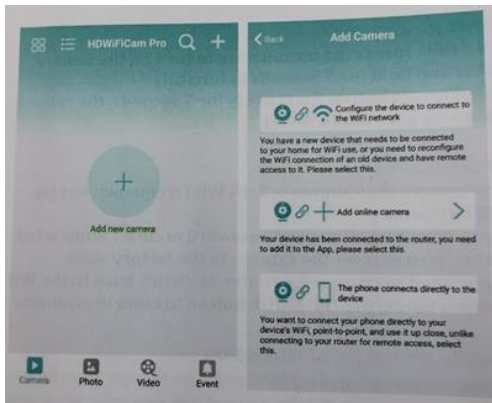 HDWiFiCam Pro
Add new camera
Camera Photo Video Event
Back Add Camera
Configure the device to connect to
the WiFi network
You have a new device that needs to be connected
to your home for WiFi use, or you need to reconfigure
the WiFi connection of an old device and have remote
access to it. Please select this.
Add online camera
Your device has been connected to the router, you need
to add it to the App, please select this.
The phone connects directly to the
device
You want to connect your phone directly to your
device's WiFi, point-to-point, and use it up close, unlike
connecting to your router for remote access, select
this.